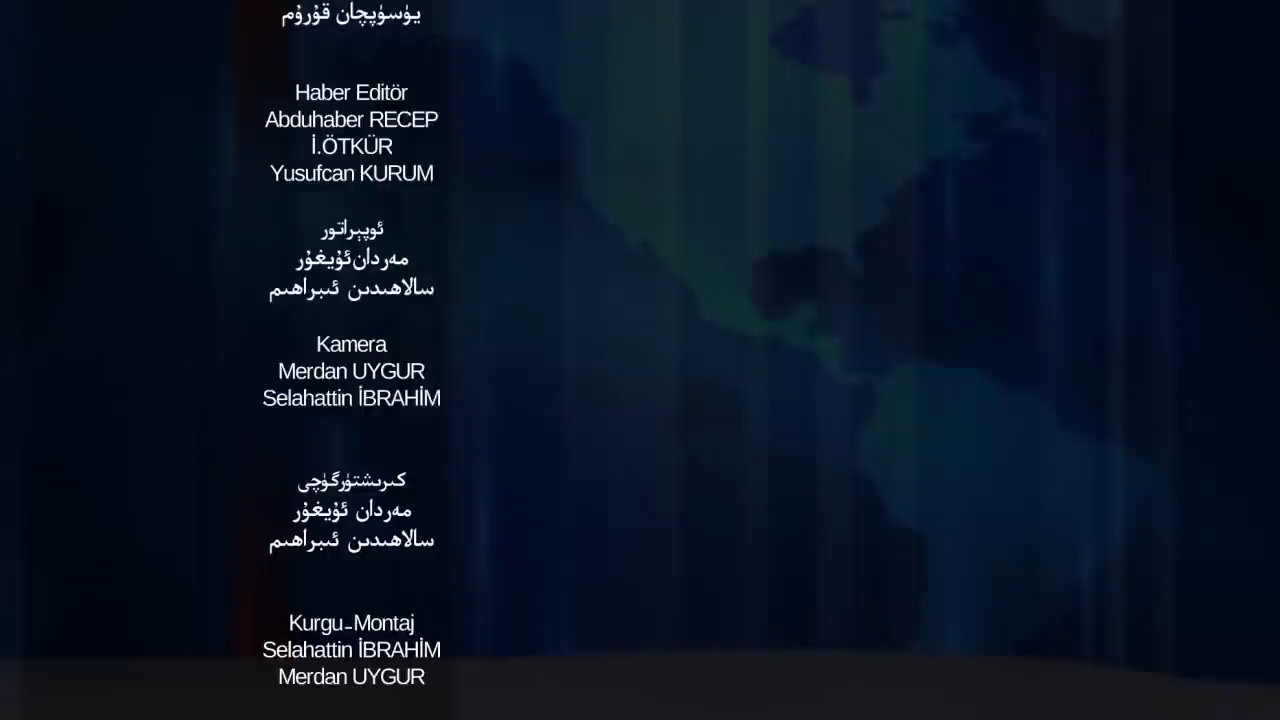 يۈسۈپچان قۇرۇم
Haber Editör
Abduhaber RECEP
İ.ÖTKÜR
Yusufcan KURUM
ئوپېراتور
مەردان ئۇيغۇر
سالاھىدىن ئىبراھىم
Kamera
Merdan UYGUR
Selahattin İBRAHİM
كىرىشتۈرگۈچى
مەردان ئۇيغۇر
سالاھىدىن ئىبراھىم
Kurgu-Montaj
Selahattin İBRAHİM
Merdan UYGUR